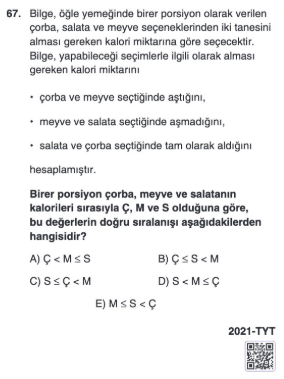 67. Bilge, öğle yemeğinde birer porsiyon olarak verilen
çorba, salata ve meyve seçeneklerinden iki tanesini
alması gereken kalori miktarına göre seçecektir.
Bilge, yapabileceği seçimlerle ilgili olarak alması
gereken kalori miktarını
• çorba ve meyve seçtiğinde aştığını,
• meyve ve salata seçtiğinde aşmadığını,
• salata ve çorba seçtiğinde tam olarak aldığını
hesaplamıştır.
Birer porsiyon çorba, meyve ve salatanın
kalorileri sırasıyla Ç, M ve S olduğuna göre,
bu değerlerin doğru sıralanışı aşağıdakilerden
hangisidir?
A) Ç < M ≤ S B) Ç ≤ S < M
C) S ≤ Ç < M D) S < M ≤ Ç
E) M ≤ S < Ç
2021-TYT